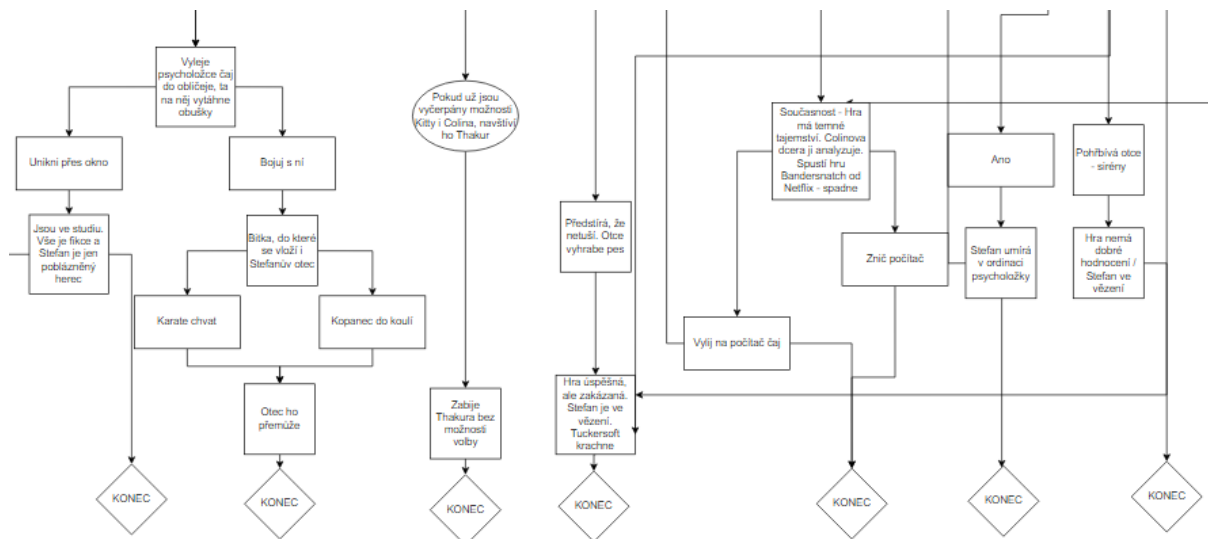 Vyleje
psycholožce čaj
do obličeje, ta
na něj vytáhne
obušky
Unikni přes okno
Bojuj s ní
Jsou ve studiu.
Vše je fikce a
Stefan je jen
poblázněný
herec
Bitka, do které
se vloží i
Stefanův otec
Karate chvat
Kopanec do koulí
Otec ho
přemůže
KONEC
KONEC
Pokud už jsou
vyčerpány možnosti
Kitty i Colina, navštíví
ho Thakur
Zabije
Thakura bez
možnosti
volby
KONEC
Předstírá, že
netuší. Otce
vyhrabe pes
Hra úspěšná,
ale zakázaná.
Stefan je ve
vězení.
Tuckersoft
krachne
KONEC
Současnost - Hra
má temné
tajemství. Colinova
dcera ji analyzuje.
Spustí hru
Bandersnatch od
Netflix - spadne
Znič počítač
Vylij na počítač čaj
KONEC
Ano
Stefan umírá
v ordinaci
psycholožky
KONEC
Pohřbívá otce
- sirény
Hra nemá
dobré
hodnocení /
Stefan ve
vězení
KONEC